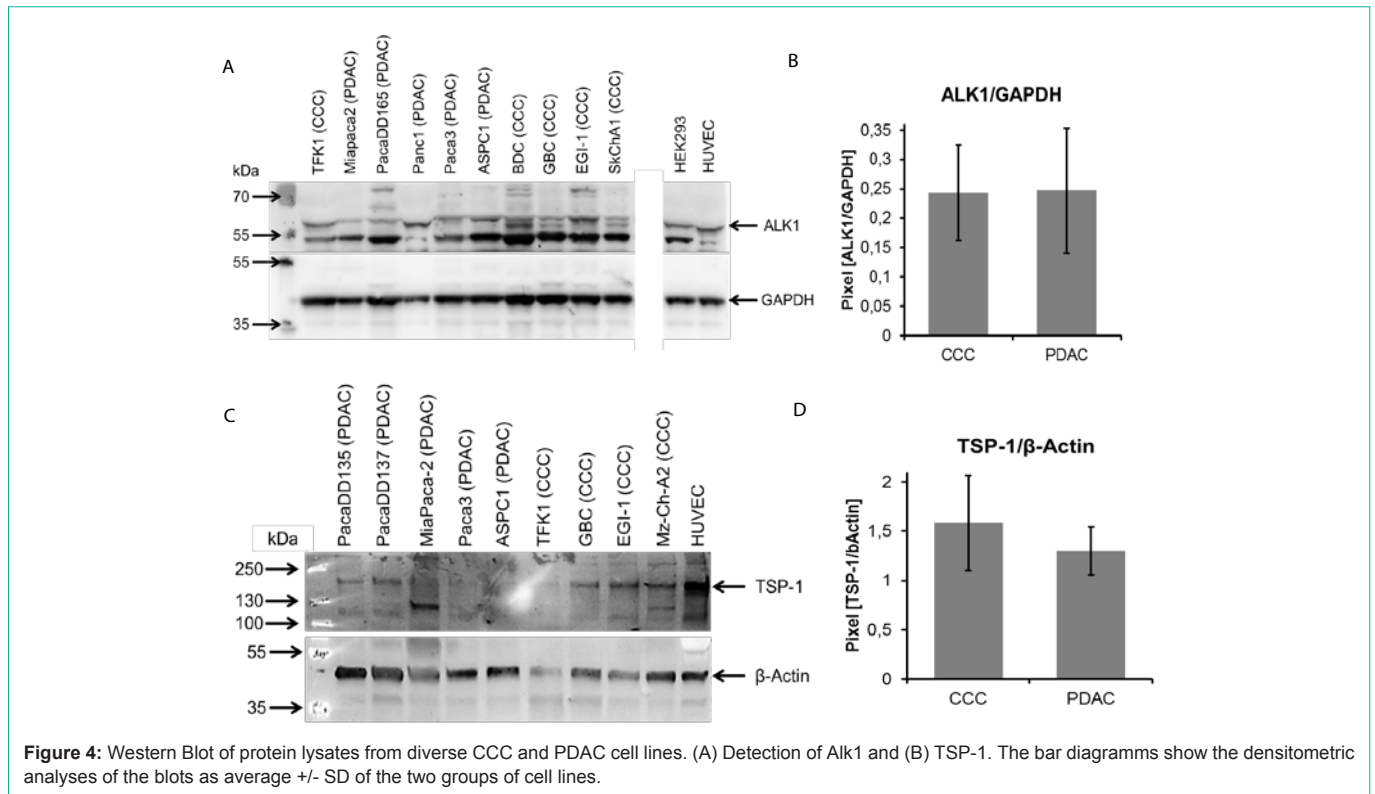 A
TFK1 (CCC)
Miapaca2 (PDAC)
PacaDD165 (PDAC)
Panc1 (PDAC)
Paca3 (PDAC)
ASPC1 (PDAC)
BDC (CCC)
GBC (CCC)
EGI-1 (CCC)
SkChA1 (CCC)
HEK293
HUVEC
kDa
70
55
ALK1
55
GAPDH
35
B
ALK1/GAPDH
Pixel [ALK1/GAPDH]
0,35
0,3
0,25
0,2
0,15
0,1
0,05
0
CCC PDAC
C
PacaDD135 (PDAC)
PacaDD137 (PDAC)
MiaPaca-2 (PDAC)
Paca3 (PDAC)
ASPC1 (PDAC)
TFK1 (CCC)
GBC (CCC)
EGI-1 (CCC)
Mz-Ch-A2 (CCC)
HUVEC
kDa
250
TSP-1
130
100
55
β-Actin
35
D
TSP-1/β-Actin
Pixel [TSP-1/bActin]
2
1,5
1
0,5
0
CCC PDAC
Figure 4: Western Blot of protein lysates from diverse CCC and PDAC cell lines. (A) Detection of Alk1 and (B) TSP-1. The bar diagramms show the densitometric
analyses of the blots as average +/- SD of the two groups of cell lines.